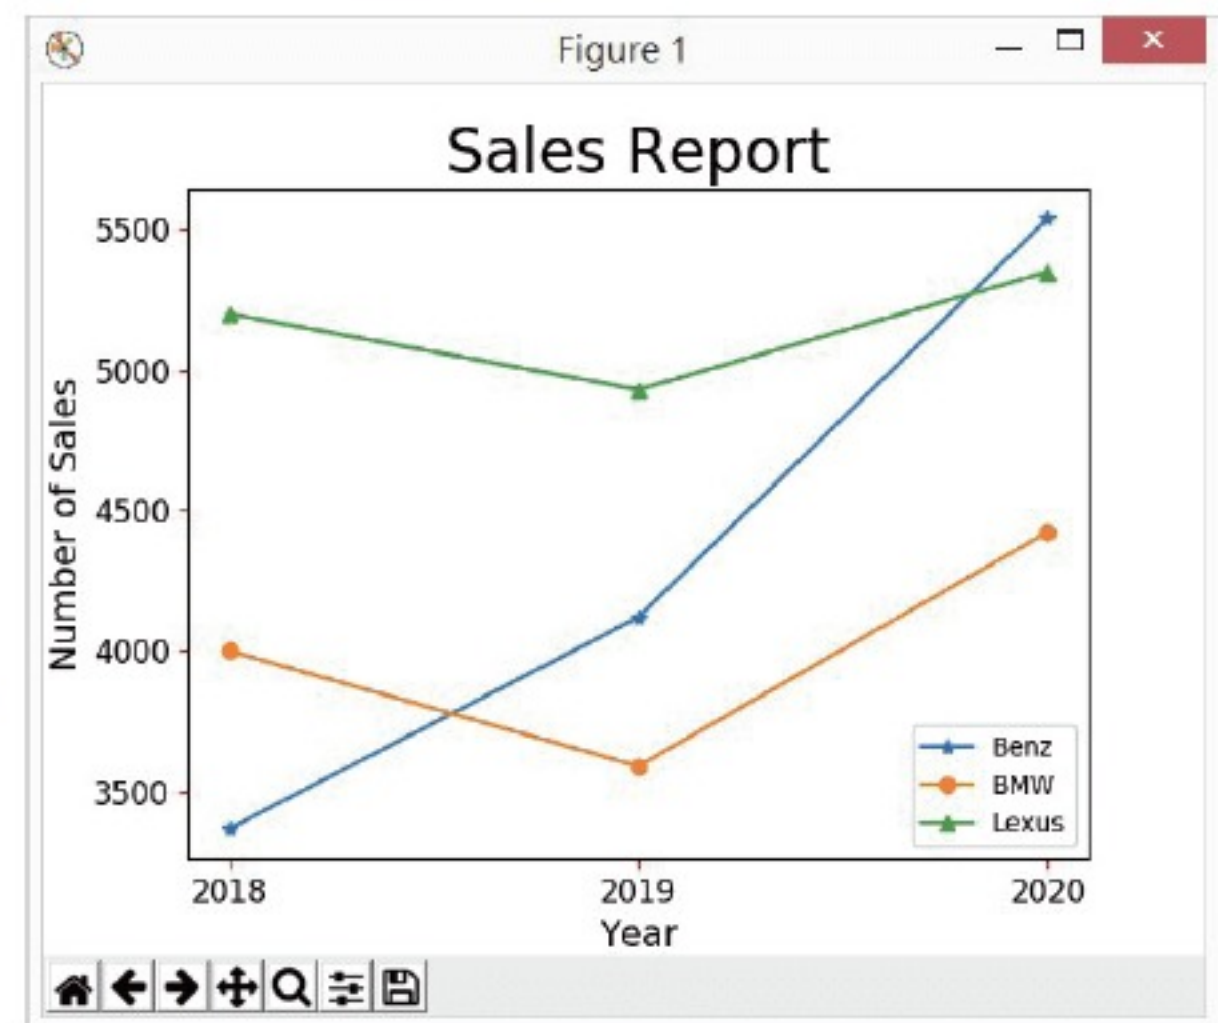 Figure 1
Sales Report
5500
5000
4500
4000
3500
Number of Sales
2018 2019 2020
Year
Benz
BMW
Lexus